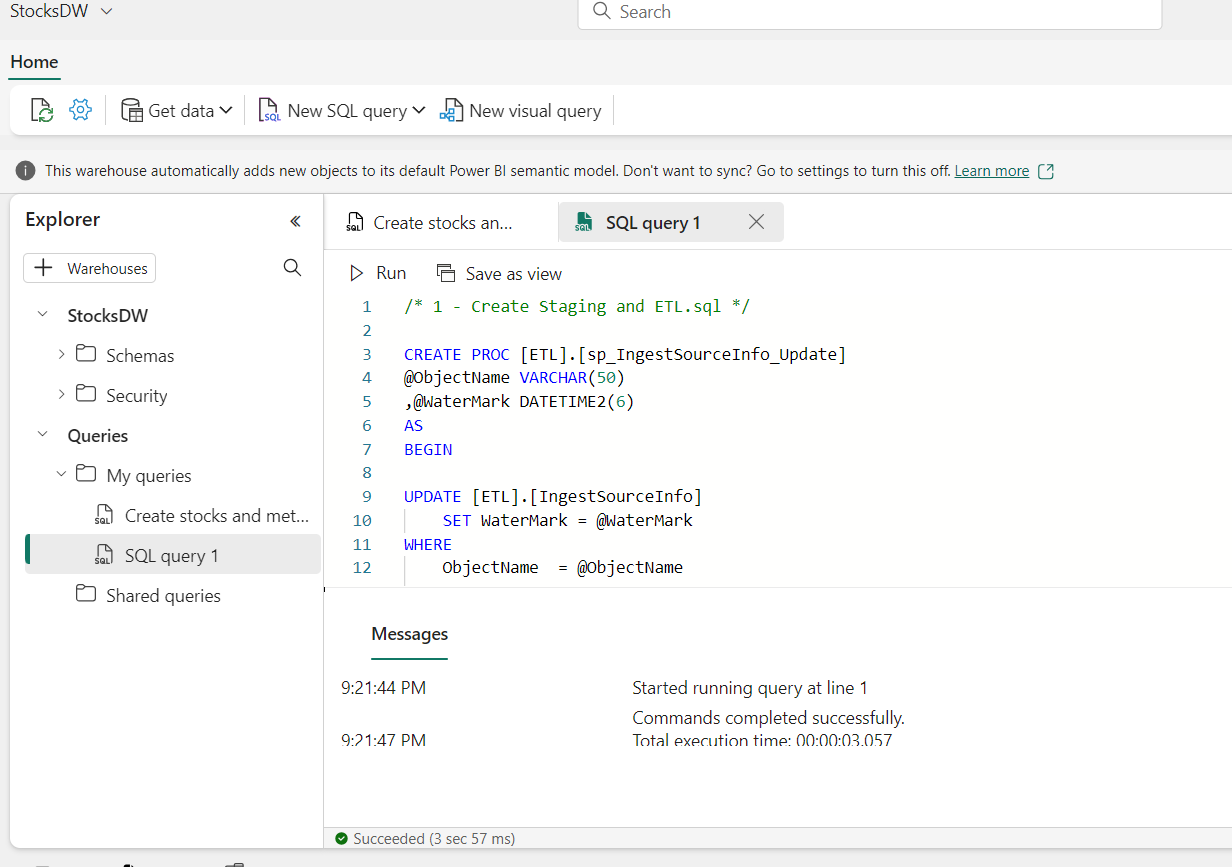 StocksDW
Search
Home
Get data
New SQL query
New visual query
This warehouse automatically adds new objects to its default Power BI semantic model. Don't want to sync? Go to settings to turn this off. Learn more
Explorer
Warehouses
StocksDW
Schemas
Security
Queries
My queries
Create stocks and met...
SQL query 1
Shared queries
Create stocks an...
SQL query 1
Run
Save as view
1 /* 1 - Create Staging and ETL.sql */
2
3 CREATE PROC [ETL].[sp_IngestSourceInfo_Update]
4 @ObjectName VARCHAR(50)
5 ,@WaterMark DATETIME2(6)
6 AS
7 BEGIN
8
9 UPDATE [ETL].[IngestSourceInfo]
10 SET WaterMark = @WaterMark
11 WHERE
12 ObjectName  = @ObjectName
Messages
9:21:44 PM Started running query at line 1
Commands completed successfully.
9:21:47 PM Total execution time: 00:00:03.057
Succeeded (3 sec 57 ms)